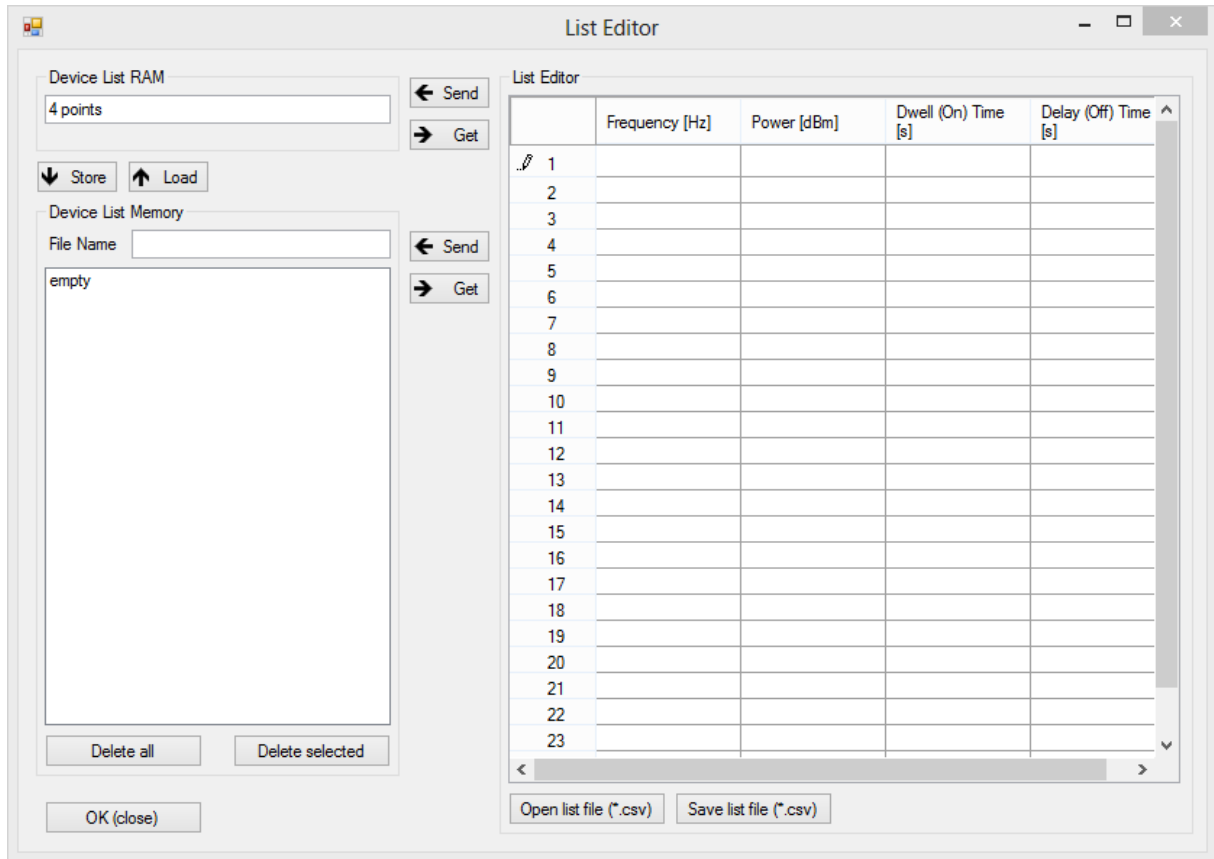 List Editor
Device List RAM
4 points
Send
Get
Store
Load
Device List Memory
File Name
Send
Get
empty
Delete all
Delete selected
OK (close)
List Editor
Frequency [Hz] Power [dBm] Dwell (On) Time [s] Delay (Off) Time [s]
1
2
3
4
5
6
7
8
9
10
11
12
13
14
15
16
17
18
19
20
21
22
23
Open list file (*.csv) Save list file (*.csv)